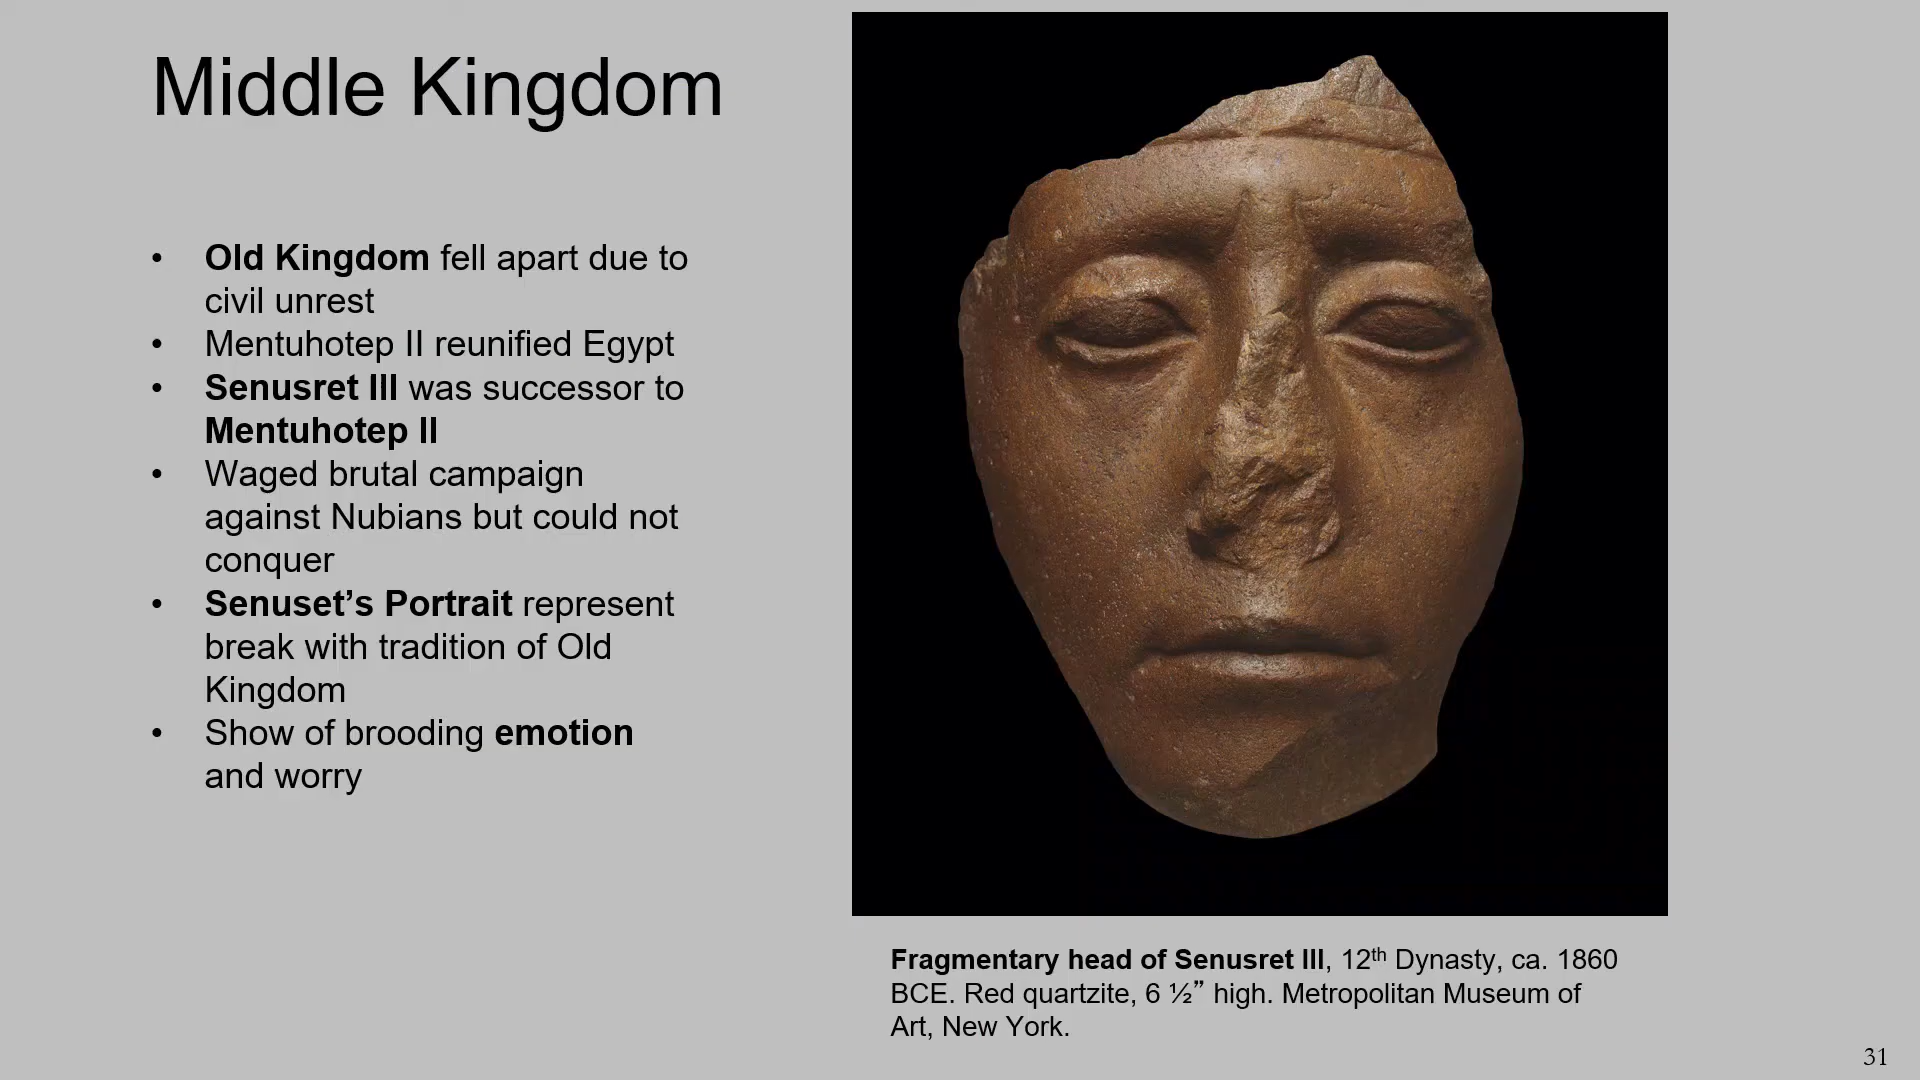 Middle Kingdom
• Old Kingdom fell apart due to
civil unrest
• Mentuhotep II reunified Egypt
• Senusret III was successor to
Mentuhotep II
• Waged brutal campaign
against Nubians but could not
conquer
• Senuset’s Portrait represent
break with tradition of Old
Kingdom
• Show of brooding emotion
and worry
Fragmentary head of Senusret III, 12th Dynasty, ca. 1860
BCE. Red quartzite, 6 ½” high. Metropolitan Museum of
Art, New York.
31